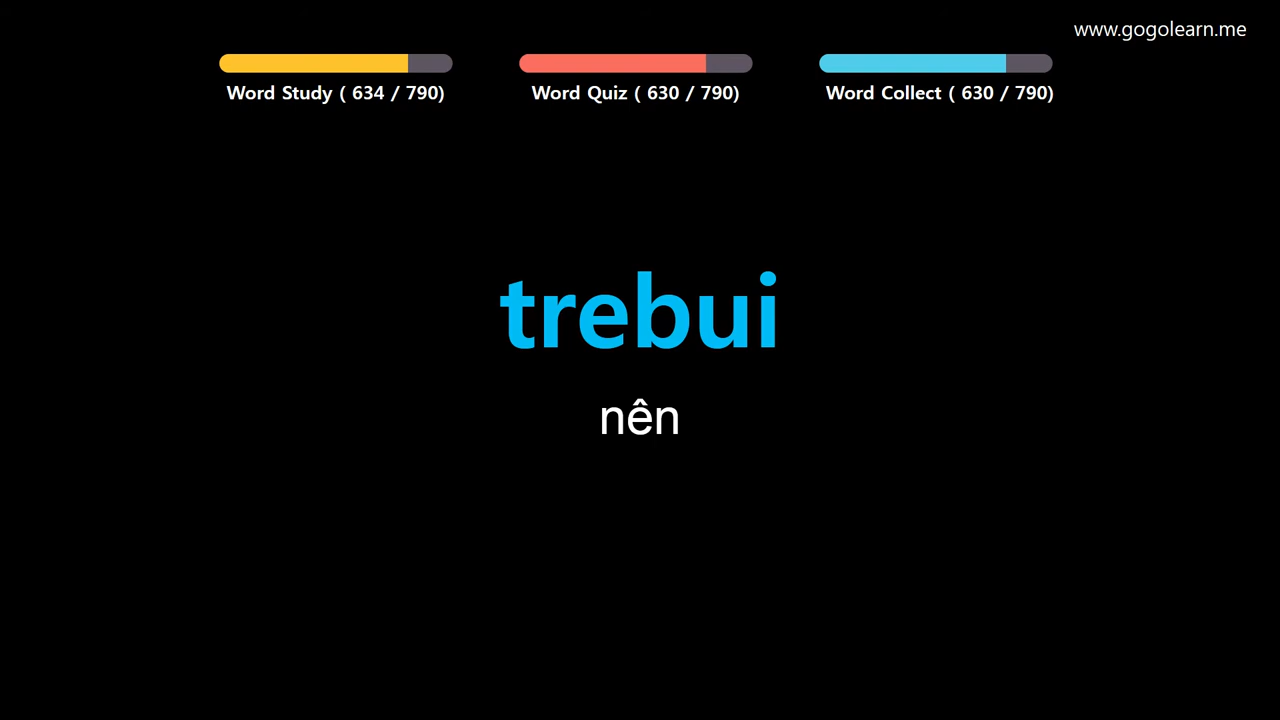 www.gogolearn.me
Word Study ( 634 / 790)
Word Quiz ( 630 / 790)
Word Collect ( 630 / 790)
trebui
nên